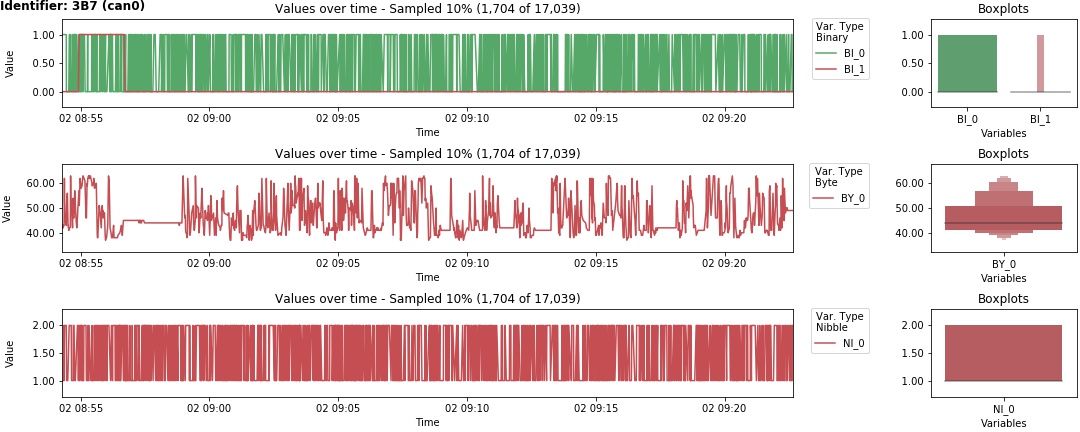 Identifier: 3B7 (can0)
Values over time - Sampled 10% (1,704 of 17,039)
Boxplots
Value
1.00
0.50
0.00
02 08:55
02 09:00
02 09:05
02 09:10
02 09:15
02 09:20
Time
Var. Type
Binary
BI_0
BI_1
BI_0
BI_1
Variables
1.00
0.50
0.00
Values over time - Sampled 10% (1,704 of 17,039)
Boxplots
Value
60.00
50.00
40.00
02 08:55
02 09:00
02 09:05
02 09:10
02 09:15
02 09:20
Time
Var. Type
Byte
BY_0
60.00
50.00
40.00
BY_0
Variables
Values over time - Sampled 10% (1,704 of 17,039)
Boxplots
Value
2.00
1.50
1.00
02 08:55
02 09:00
02 09:05
02 09:10
02 09:15
02 09:20
Time
Var. Type
Nibble
NI_0
2.00
1.50
1.00
NI_0
Variables